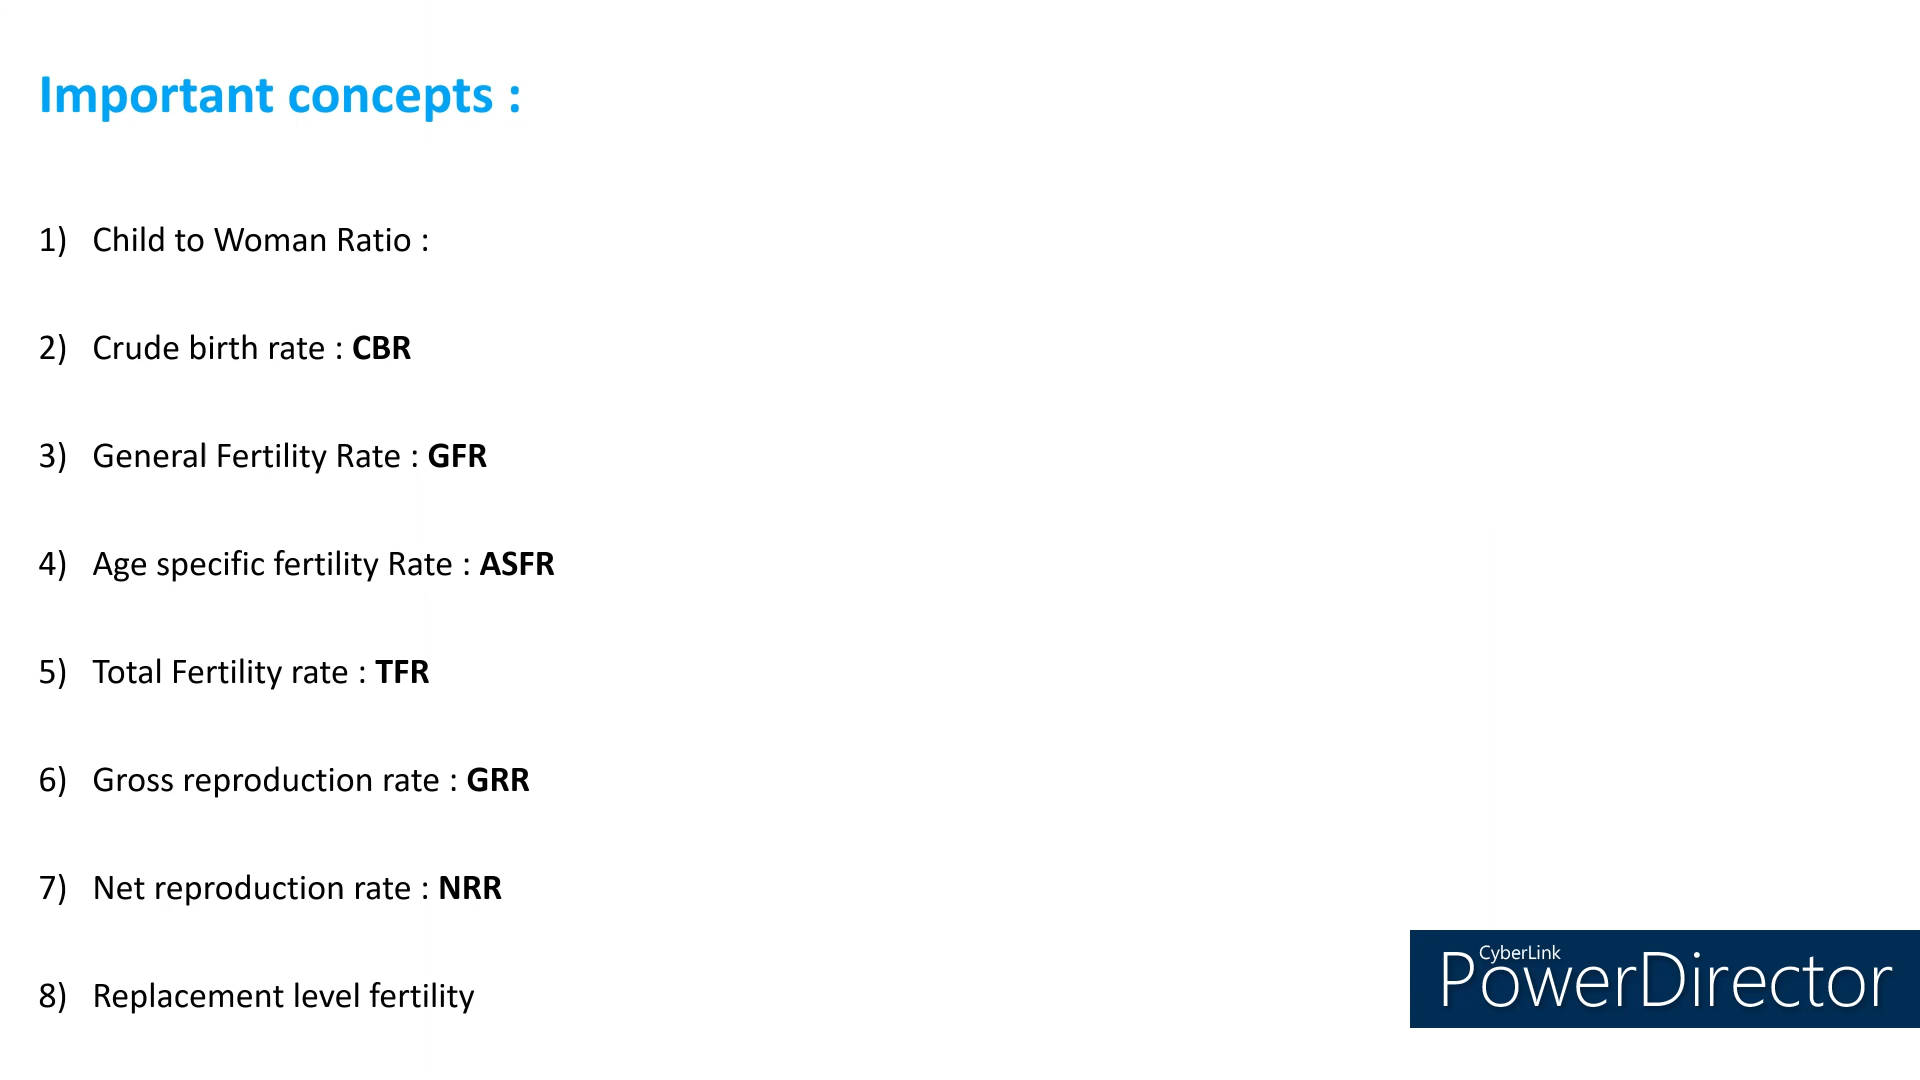 Important concepts :
1) Child to Woman Ratio :
2) Crude birth rate : CBR
3) General Fertility Rate : GFR
4) Age specific fertility Rate : ASFR
5) Total Fertility rate : TFR
6) Gross reproduction rate : GRR
7) Net reproduction rate : NRR
8) Replacement level fertility
CyberLink
PowerDirector